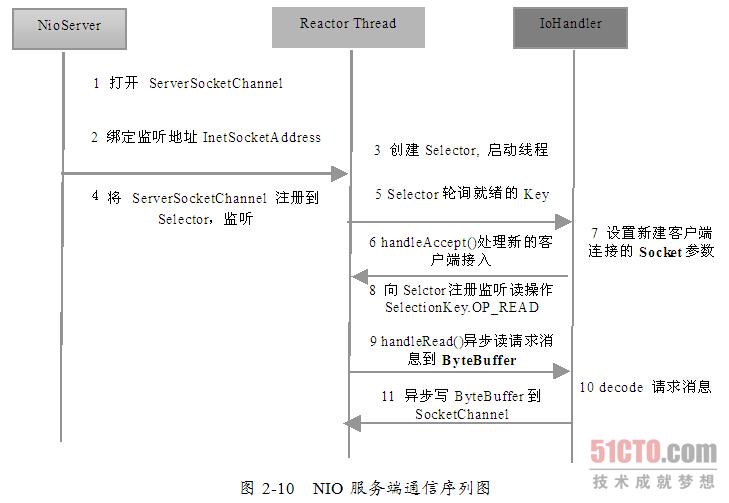 NioServer
Reactor Thread
IoHandler
1 打开 ServerSocketChannel
2 绑定监听地址 InetSocketAddress
3 创建 Selector, 启动线程
4 将 ServerSocketChannel 注册到
Selector，监听
5 Selector 轮询就绪的 Key
6 handleAccept()处理新的客
户端接入
7 设置新建客户端
连接的 Socket 参数
8 向 Selctor 注册监听读操作
SelectionKey.OP_READ
9 handleRead()异步读请求消
息到 ByteBuffer
10 decode 请求消息
11 异步写 ByteBuffer 到
SocketChannel
51CTO.com
技术成就梦想
图 2-10 NIO 服务端通信序列图